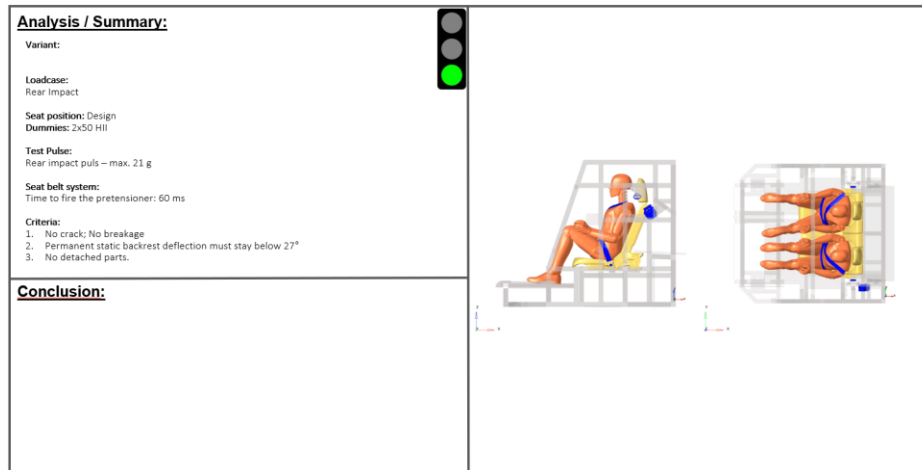 Analysis / Summary:
Variant:
Loadcase:
Rear Impact
Seat position: Design
Dummies: 2x50 HII
Test Pulse:
Rear impact puls – max. 21 g
Seat belt system:
Time to fire the pretensioner: 60 ms
Criteria:
1. No crack; No breakage
2. Permanent static backrest deflection must stay below 27°
3. No detached parts.
Conclusion: